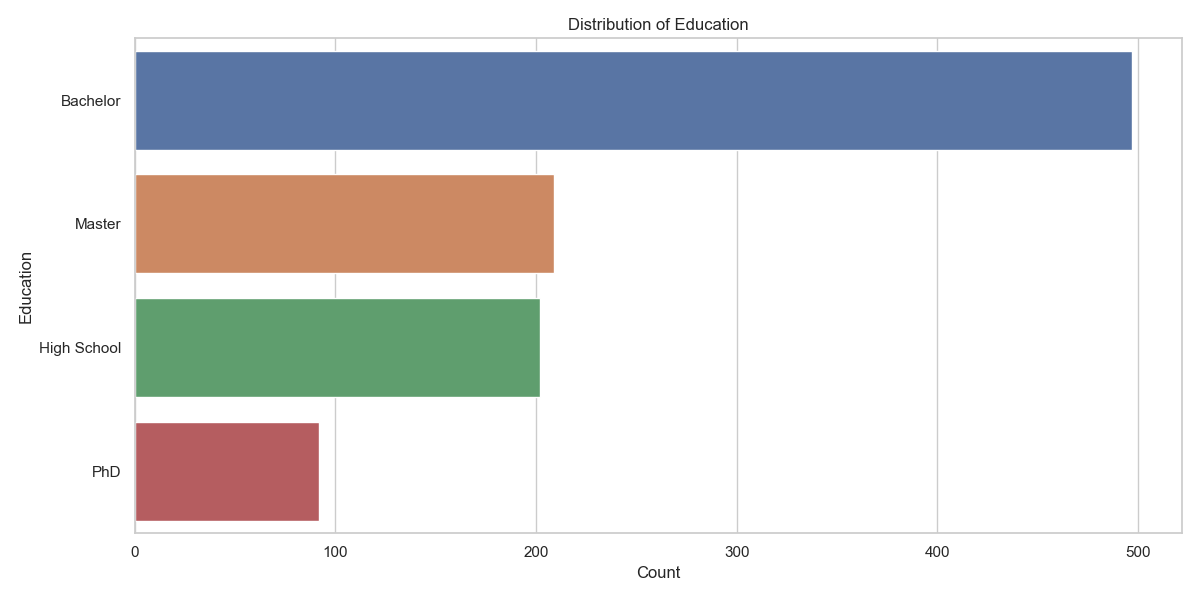 Distribution of Education
Education
Bachelor
Master
High School
PhD
0 100 200 300 400 500
Count